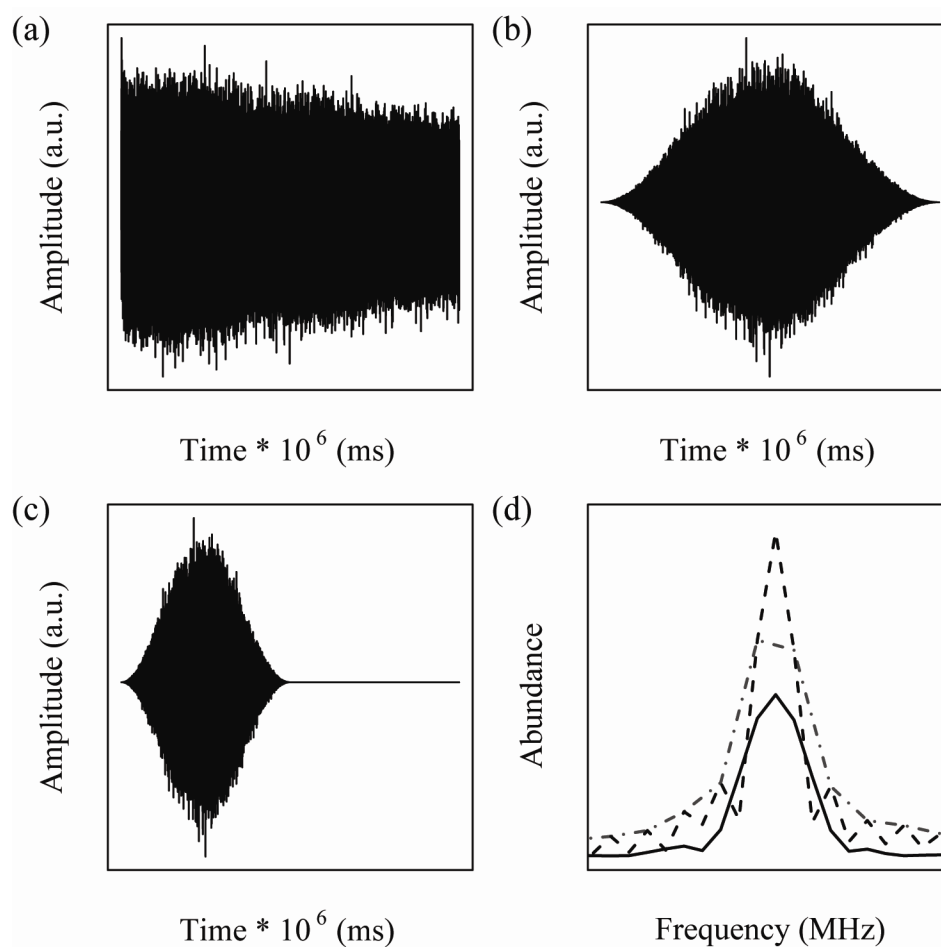 (a)
Amplitude (a.u.)
Time * 10 6 (ms)
(b)
Amplitude (a.u.)
Time * 10 6 (ms)
(c)
Amplitude (a.u.)
Time * 10 6 (ms)
(d)
Abundance
Frequency (MHz)